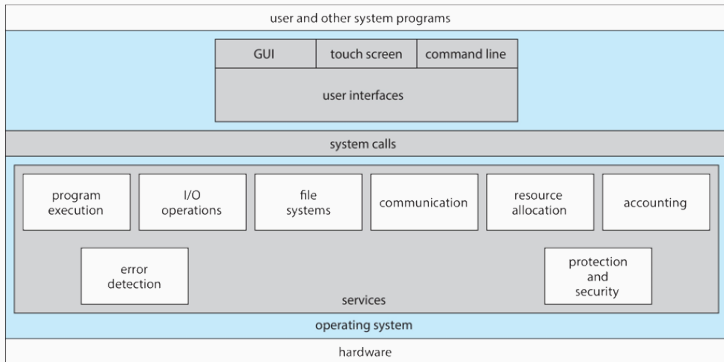 user and other system programs
GUI
touch screen
command line
user interfaces
system calls
program
execution
I/O
operations
file
systems
communication
resource
allocation
accounting
error
detection
protection
and
security
services
operating system
hardware